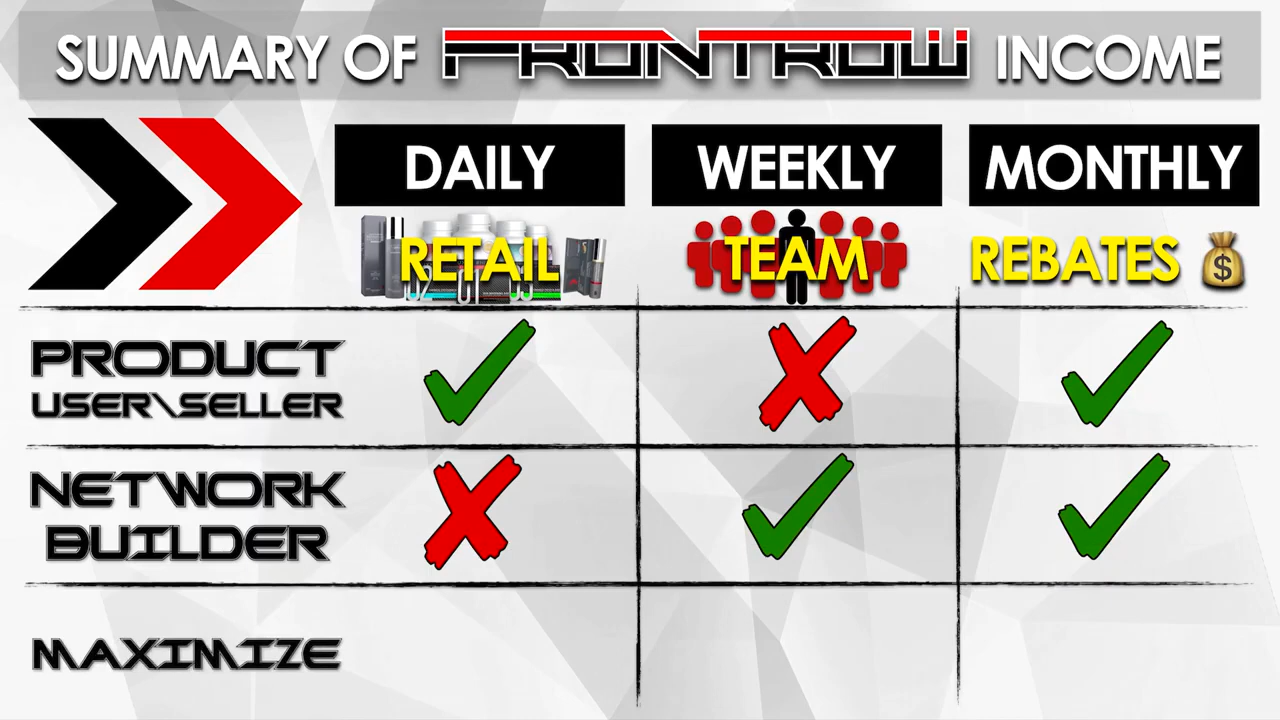 SUMMARY OF FRONTROW INCOME
DAILY WEEKLY MONTHLY
RETAIL TEAM REBATES $
PRODUCT
USER\SELLER
NETWORK
BUILDER
MAXIMIZE